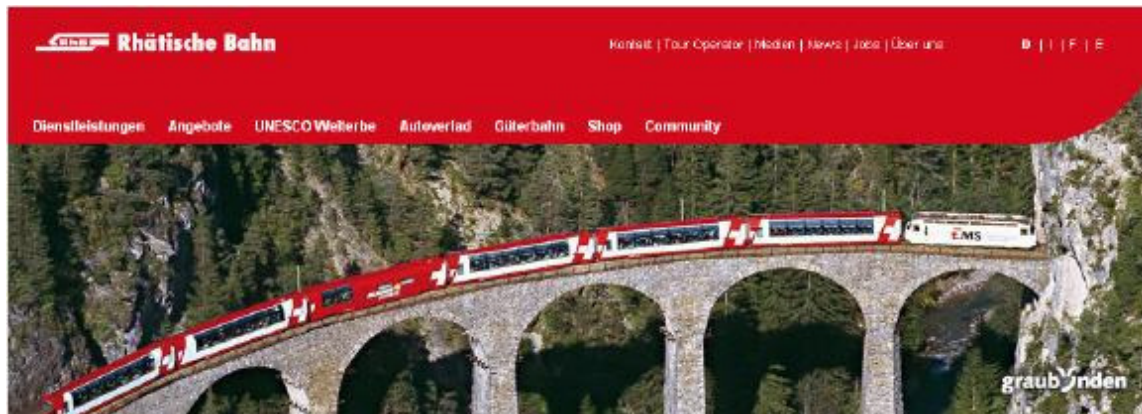 Rhätische Bahn
Kontakt | Tour Operator | Medien | News | Jobs | Über uns
D | I | F | E
Dienstleistungen Angebote UNESCO Welterbe Autoverlad Güterbahn Shop Community
EMS
graubünden